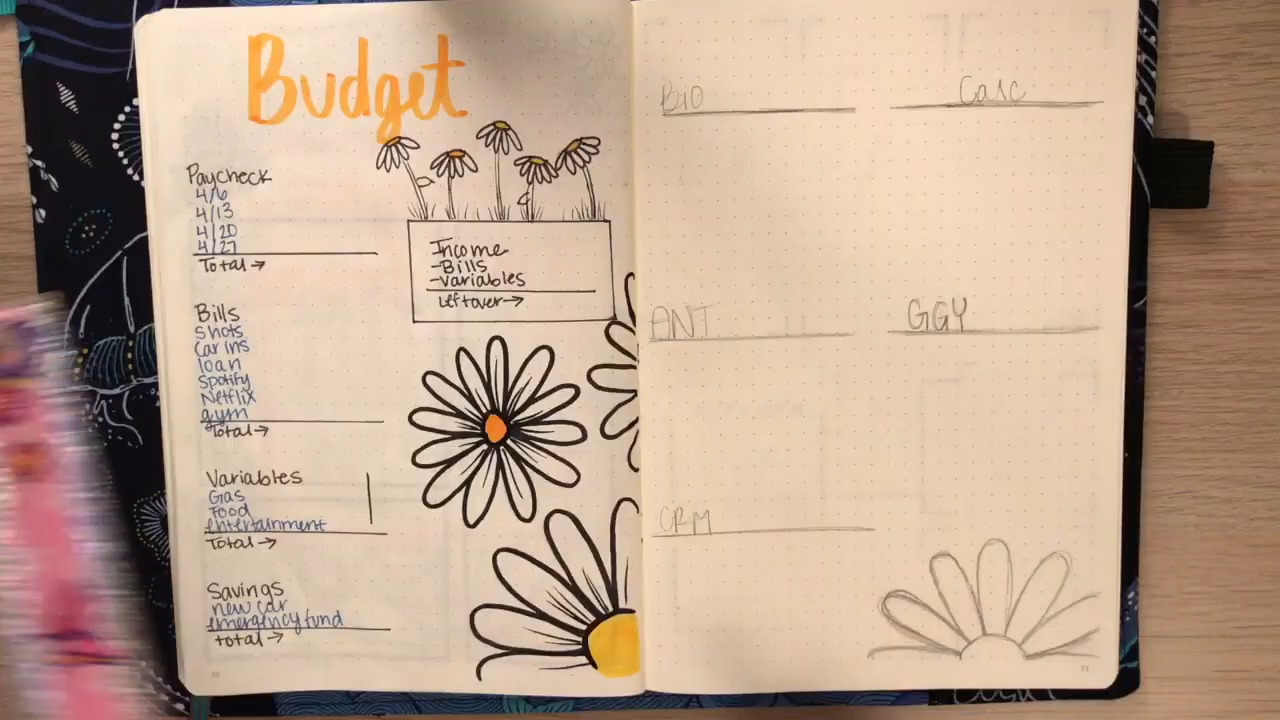 Budget
Paycheck
4/6
4/13
4/20
4/27
Total →
Income
-Bills
-Variables
Leftover →
Bills
shots
car ins
loan
spotify
Netflix
gym
Total →
Variables
Gas
Food
entertainment
Total →
Savings
new car
emergency fund
total →
BIO
Calc
ANT
GGY
CRM
51